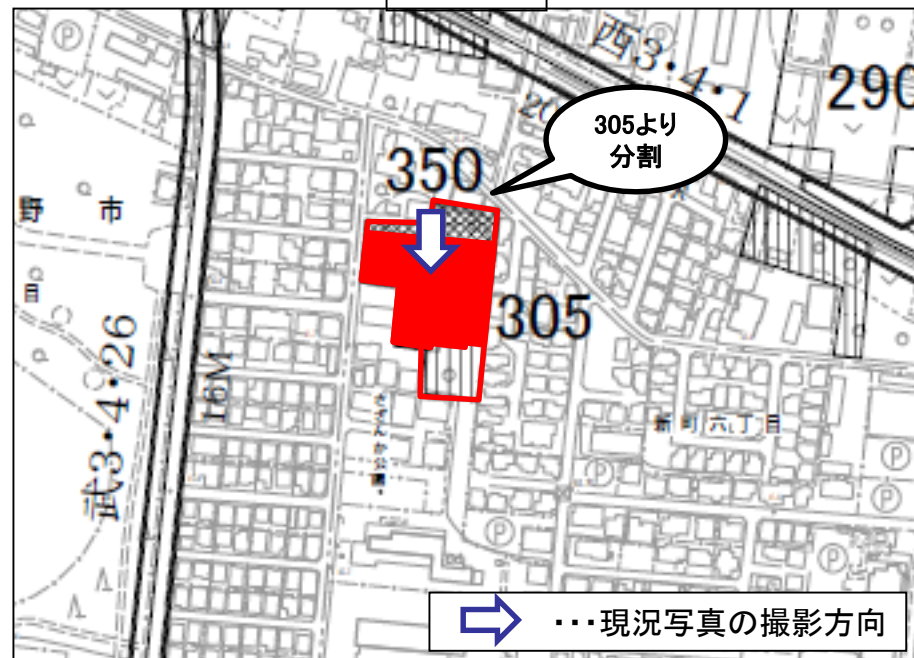 西3・4・1
290
20
305より
分割
350
野 市
目
305
武3・4・26
16M
新町六丁目
P
P
P
P
P
P
P
・・・現況写真の撮影方向